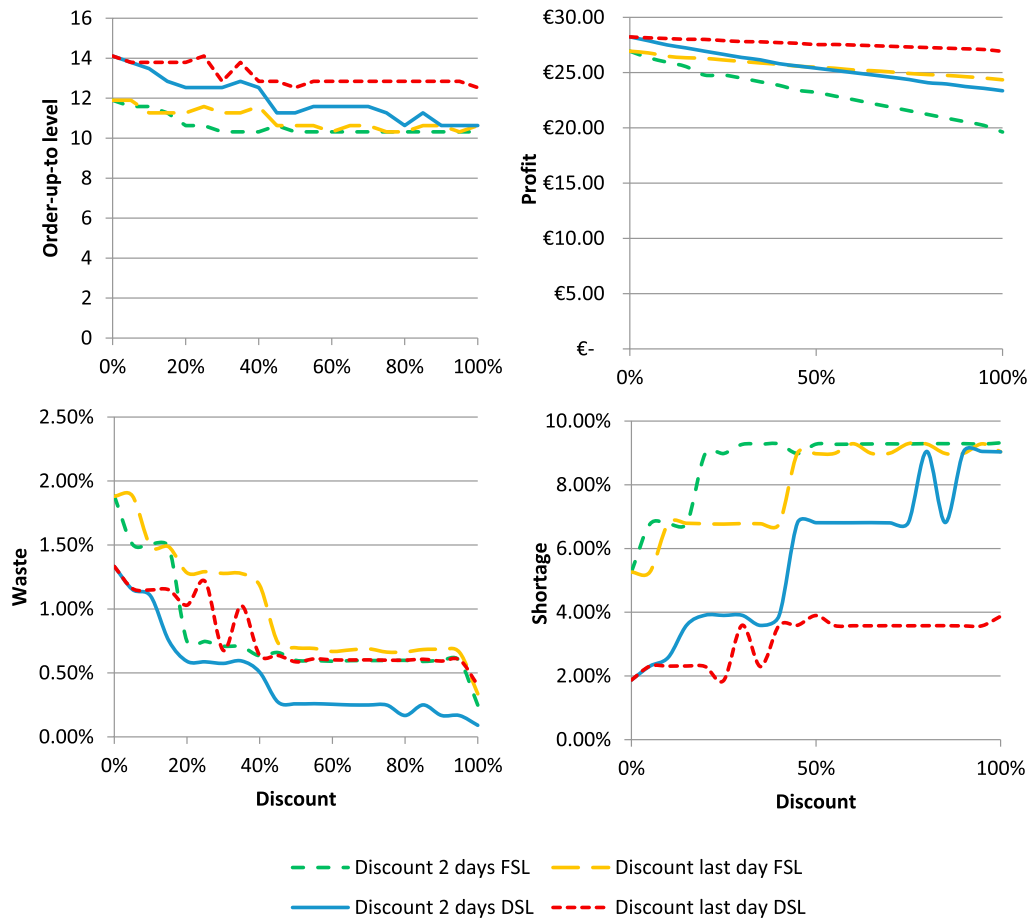 16
14
12
10
8
6
4
2
0
Order-up-to level
0% 20% 40% 60% 80% 100%
€30.00
€25.00
€20.00
€15.00
€10.00
€5.00
€-
Profit
0% 50% 100%
2.50%
2.00%
1.50%
1.00%
0.50%
0.00%
Waste
0% 20% 40% 60% 80% 100%
Discount
10.00%
8.00%
6.00%
4.00%
2.00%
0.00%
Shortage
0% 50% 100%
Discount
Discount 2 days FSL Discount last day FSL
Discount 2 days DSL Discount last day DSL